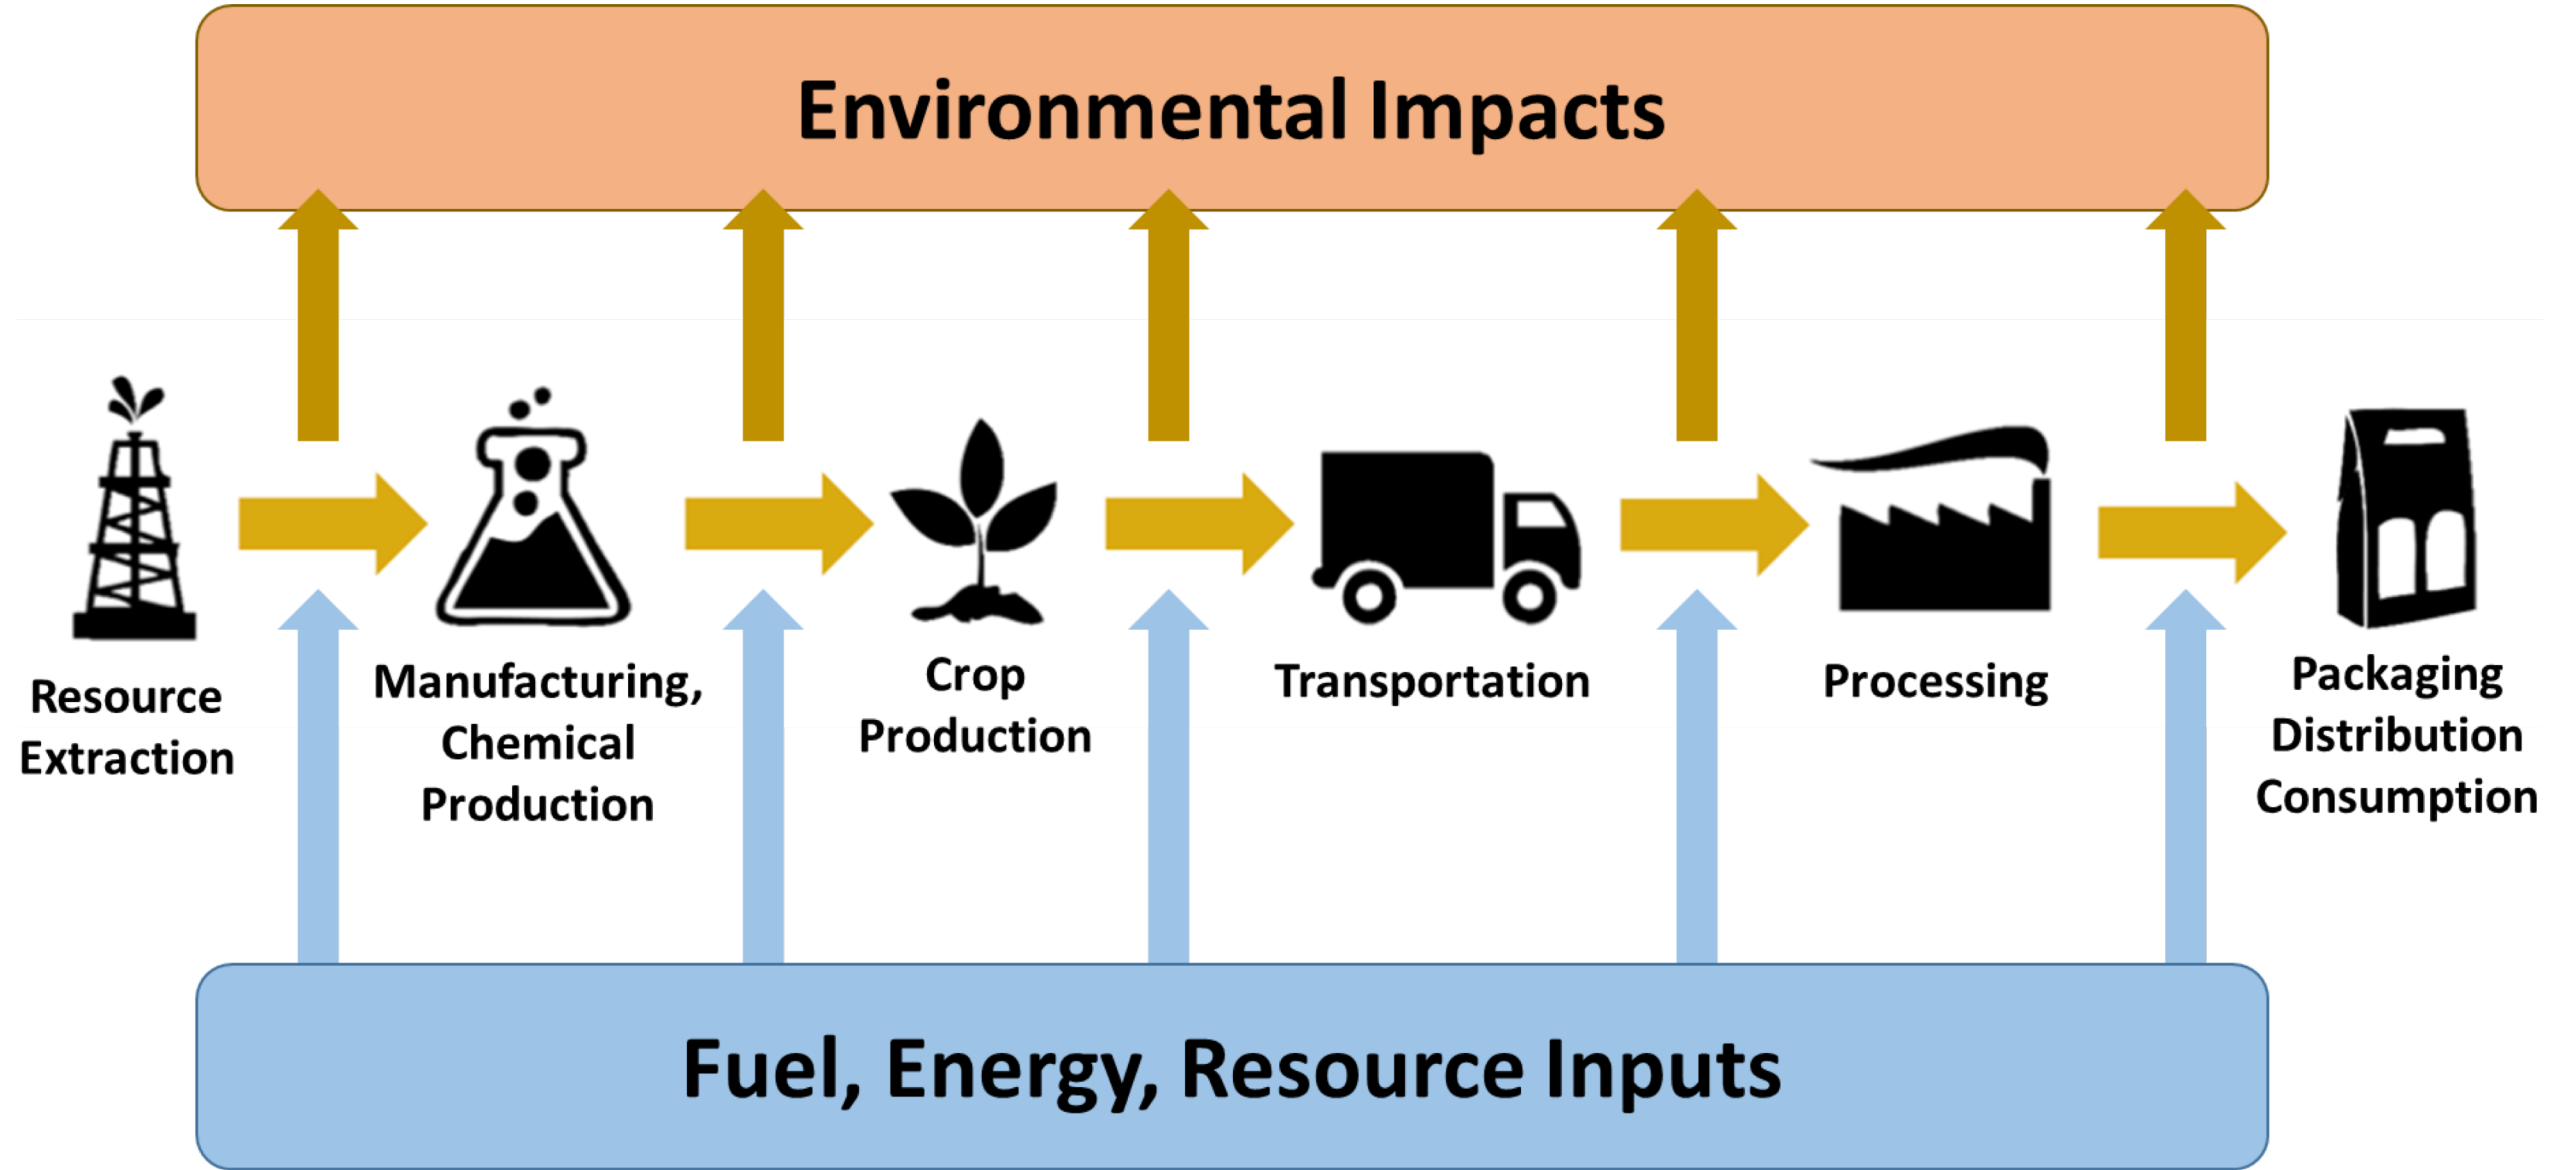 Environmental Impacts
Resource
Extraction
Manufacturing,
Chemical
Production
Crop
Production
Transportation
Processing
Packaging
Distribution
Consumption
Fuel, Energy, Resource Inputs